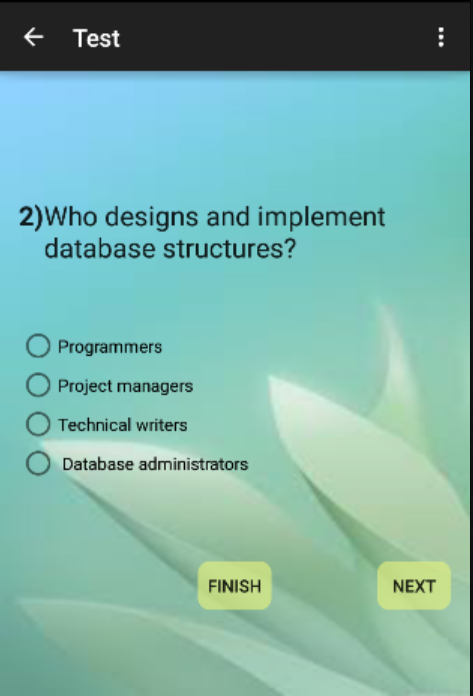 Test
2)Who designs and implement
database structures?
Programmers
Project managers
Technical writers
Database administrators
FINISH
NEXT